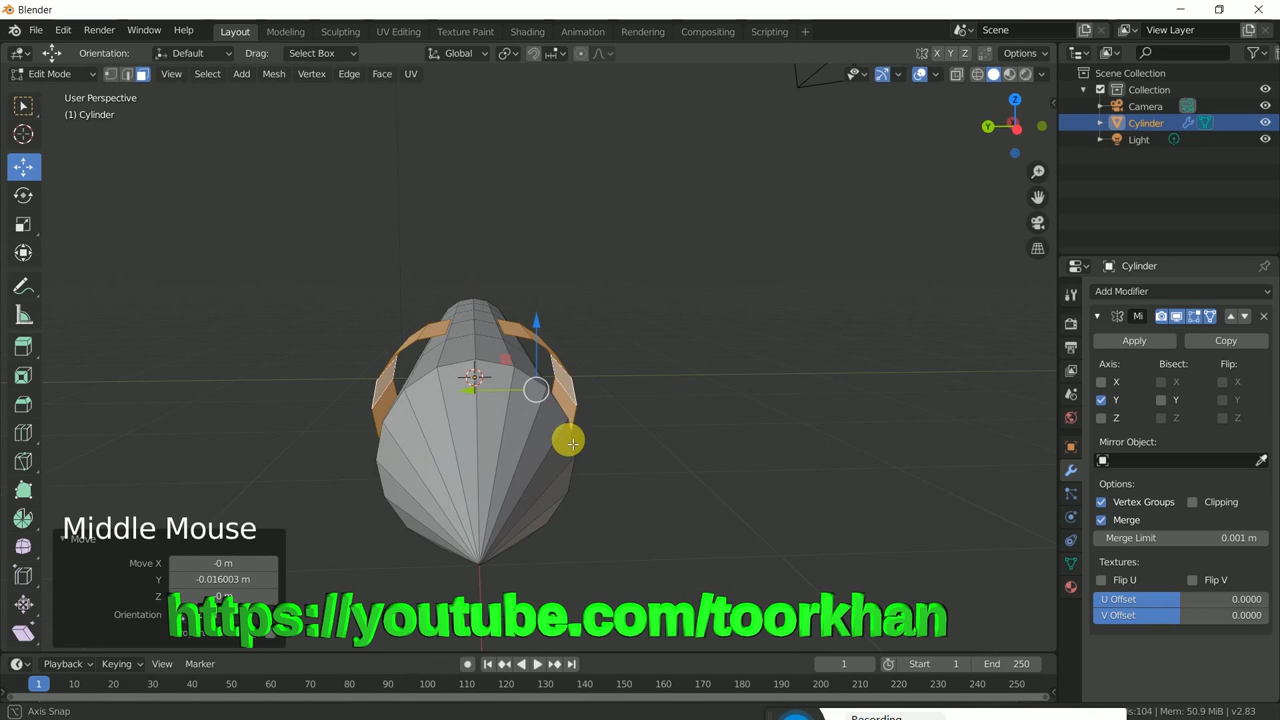 Blender
File Edit Render Window Help Layout Modeling Sculpting UV Editing Texture Paint Shading Animation Rendering Compositing Scripting + Scene View Layer
Orientation: Default Drag: Select Box Global X Y Z Options
Edit Mode View Select Add Mesh Vertex Edge Face UV
User Perspective
(1) Cylinder
Z
Y
Scene Collection
Collection
Camera
Cylinder
Light
Cylinder
Add Modifier
Mi
Apply Copy
Axis: Bisect: Flip:
X X X
Y Y Y
Z Z Z
Mirror Object:
Options:
Vertex Groups Clipping
Merge
Merge Limit 0.001 m
Textures:
Flip U Flip V
U Offset 0.0000
V Offset 0.0000
Middle Mouse
Move
Move X -0 m
Y -0.016003 m
Z -0 m
Orientation
https://youtube.com/toorkhan
Playback Keying View Marker 1 Start 1 End 250
1 10 20 30 40 50 60 70 80 90 100 110 120 130 140 150 160 170 180 190 200 210 220 230 240 250
Axis Snap Recording :104 | Mem: 50.9 MiB | v2.83